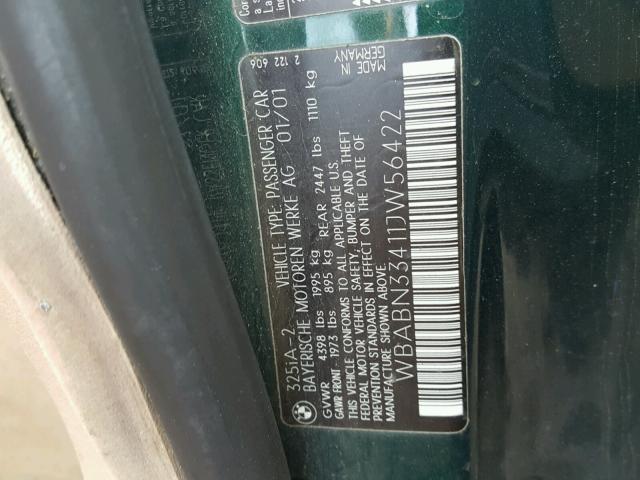 325iA-2
VEHICLE TYPE: PASSENGER CAR
2 122 606
BAYERISCHE MOTOREN WERKE AG 01/01
GVWR 4398 lbs 1995 kg REAR 2447 lbs 1110 kg
GAWR FRONT 1973 lbs 895 kg
THIS VEHICLE CONFORMS TO ALL APPLICABLE
FEDERAL MOTOR VEHICLE SAFETY, BUMPER AND THEFT
PREVENTION STANDARDS IN EFFECT ON THE DATE OF
MANUFACTURE SHOWN ABOVE.
WBABN33411JW56422
MADE IN
GERMANY